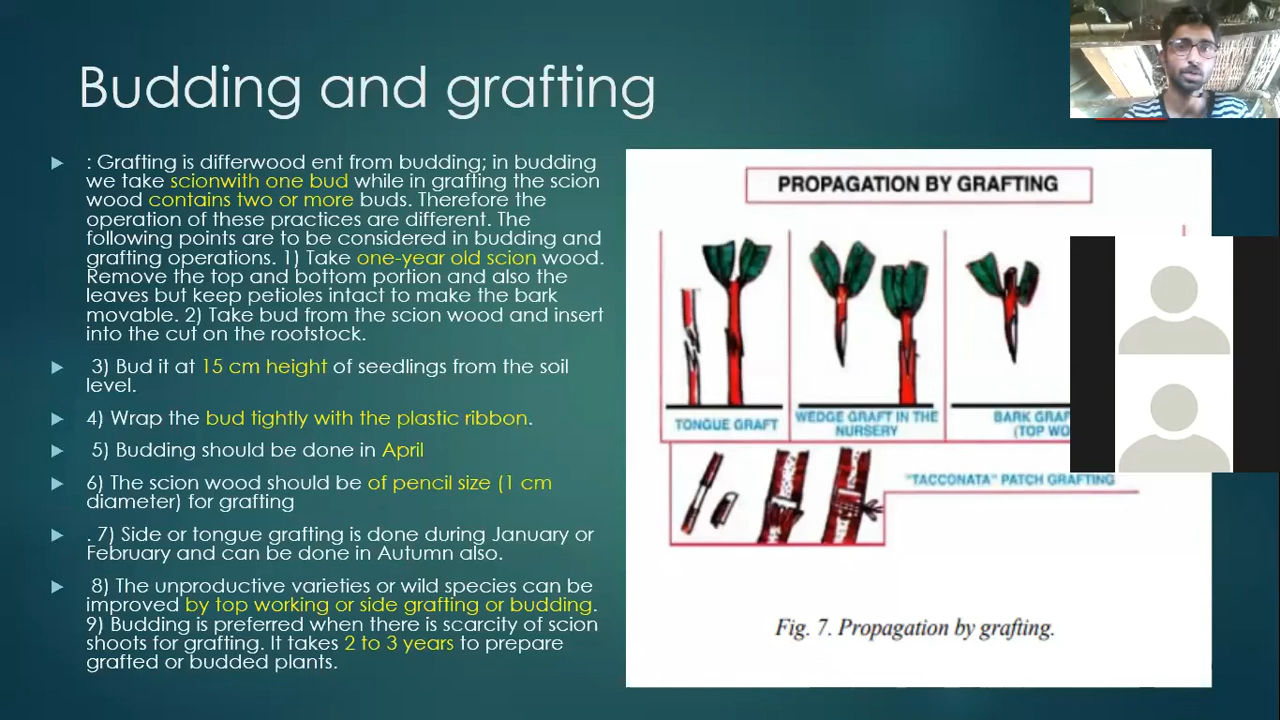 Budding and grafting
: Grafting is differwood ent from budding; in budding
we take scionwith one bud while in grafting the scion
wood contains two or more buds. Therefore the
operation of these practices are different. The
following points are to be considered in budding and
grafting operations. 1) Take one-year old scion wood.
Remove the top and bottom portion and also the
leaves but keep petioles intact to make the bark
movable. 2) Take bud from the scion wood and insert
into the cut on the rootstock.
3) Bud it at 15 cm height of seedlings from the soil
level.
4) Wrap the bud tightly with the plastic ribbon.
5) Budding should be done in April
6) The scion wood should be of pencil size (1 cm
diameter) for grafting
. 7) Side or tongue grafting is done during January or
February and can be done in Autumn also.
8) The unproductive varieties or wild species can be
improved by top working or side grafting or budding.
9) Budding is preferred when there is scarcity of scion
shoots for grafting. It takes 2 to 3 years to prepare
grafted or budded plants.
PROPAGATION BY GRAFTING
TONGUE GRAFT
WEDGE GRAFT IN THE
NURSERY
BARK GRAF
(TOP WO
"TACCONATA" PATCH GRAFTING
Fig. 7. Propagation by grafting.